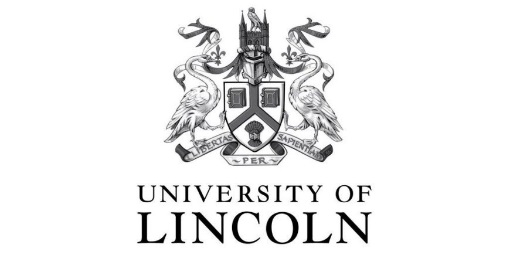 LIBERTAS PER SAPIENTIAM
UNIVERSITY OF
LINCOLN